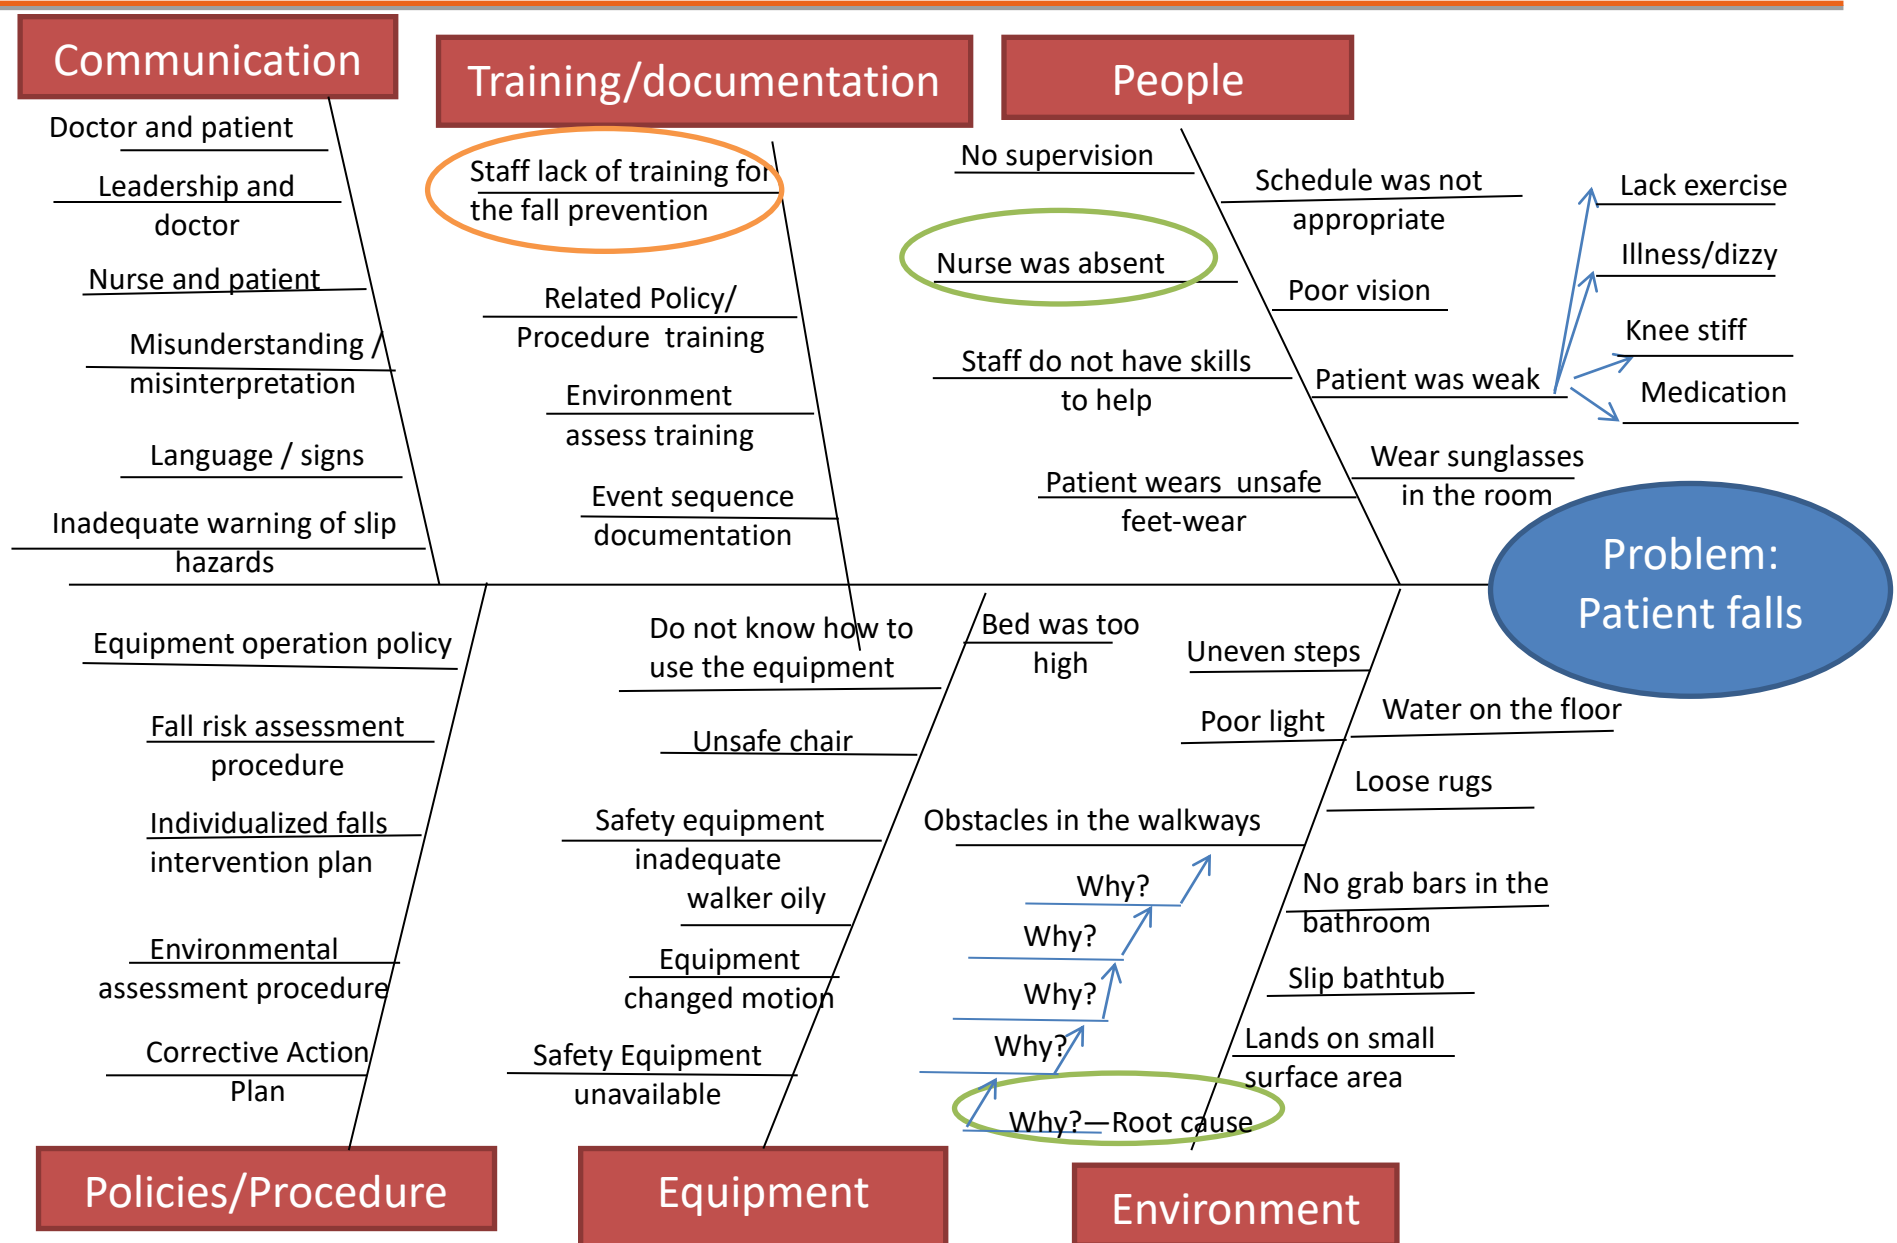 Communication
Doctor and patient
Leadership and
doctor
Nurse and patient
Misunderstanding /
misinterpretation
Language / signs
Inadequate warning of slip
hazards
Training/documentation
Staff lack of training for
the fall prevention
Related Policy/
Procedure training
Environment
assess training
Event sequence
documentation
People
No supervision
Nurse was absent
Staff do not have skills
to help
Patient wears unsafe
feet-wear
Schedule was not
appropriate
Poor vision
Patient was weak
Wear sunglasses
in the room
Lack exercise
Illness/dizzy
Knee stiff
Medication
Problem:
Patient falls
Equipment operation policy
Fall risk assessment
procedure
Individualized falls
intervention plan
Environmental
assessment procedure
Corrective Action
Plan
Policies/Procedure
Do not know how to
use the equipment
Bed was too
high
Unsafe chair
Safety equipment
inadequate
walker oily
Equipment
changed motion
Safety Equipment
unavailable
Equipment
Uneven steps
Poor light
Water on the floor
Loose rugs
Obstacles in the walkways
Why?
Why?
Why?
Why?
Why?—Root cause
No grab bars in the
bathroom
Slip bathtub
Lands on small
surface area
Environment